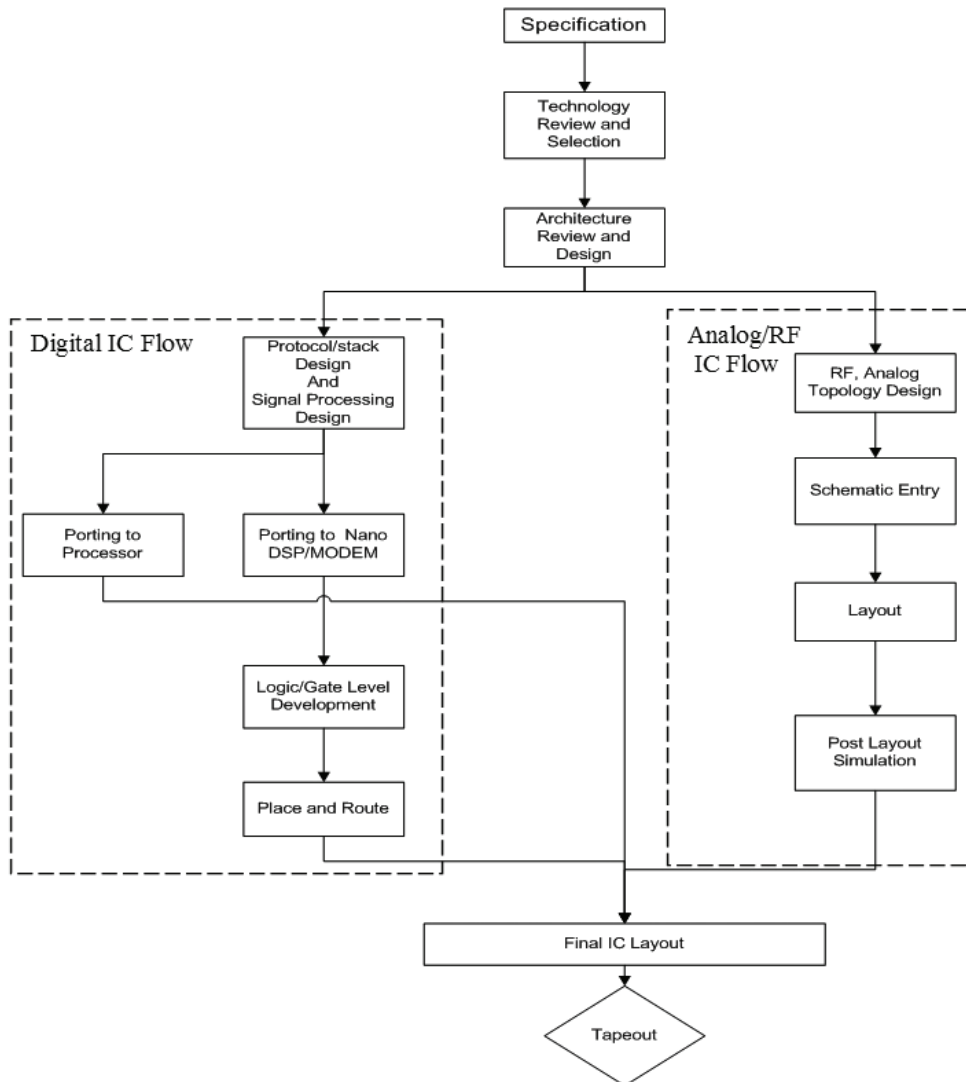 Specification
Technology
Review and
Selection
Architecture
Review and
Design
Digital IC Flow
Protocol/stack
Design
And
Signal Processing
Design
Porting to
Processor
Porting to Nano
DSP/MODEM
Logic/Gate Level
Development
Place and Route
Analog/RF
IC Flow
RF, Analog
Topology Design
Schematic Entry
Layout
Post Layout
Simulation
Final IC Layout
Tapeout